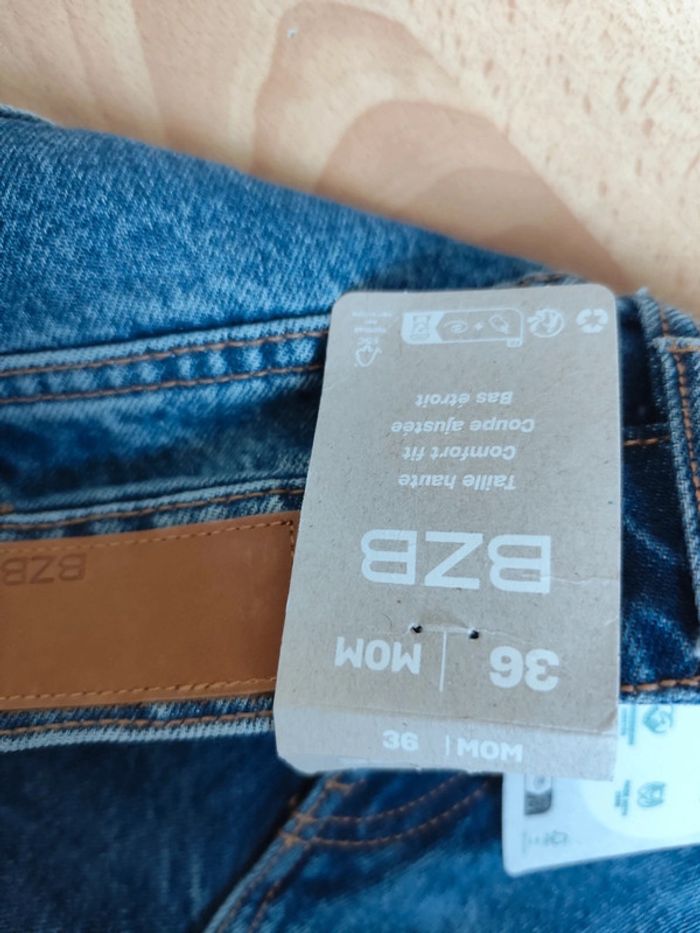 36 | MOM
BZB
Taille haute
Comfort fit
Coupe ajustée
Bas étroit
36 | MOM
BZB